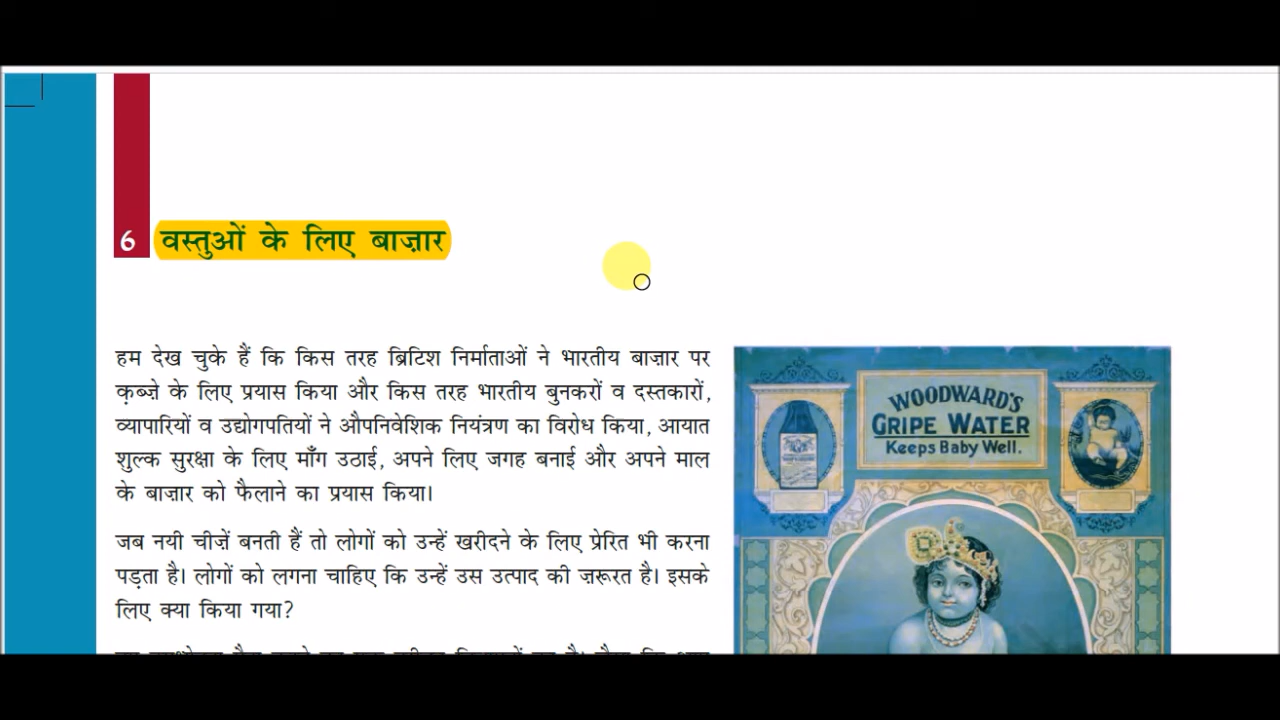 6 वस्तुओं के लिए बाज़ार
हम देख चुके हैं कि किस तरह ब्रिटिश निर्माताओं ने भारतीय बाज़ार पर
क़ब्ज़े के लिए प्रयास किया और किस तरह भारतीय बुनकरों व दस्तकारों,
व्यापारियों व उद्योगपतियों ने औपनिवेशिक नियंत्रण का विरोध किया, आयात
शुल्क सुरक्षा के लिए माँग उठाई, अपने लिए जगह बनाई और अपने माल
के बाज़ार को फैलाने का प्रयास किया।
जब नयी चीज़ें बनती हैं तो लोगों को उन्हें खरीदने के लिए प्रेरित भी करना
पड़ता है। लोगों को लगना चाहिए कि उन्हें उस उत्पाद की ज़रूरत है। इसके
लिए क्या किया गया?
WOODWARD'S
GRIPE WATER
Keeps Baby Well.